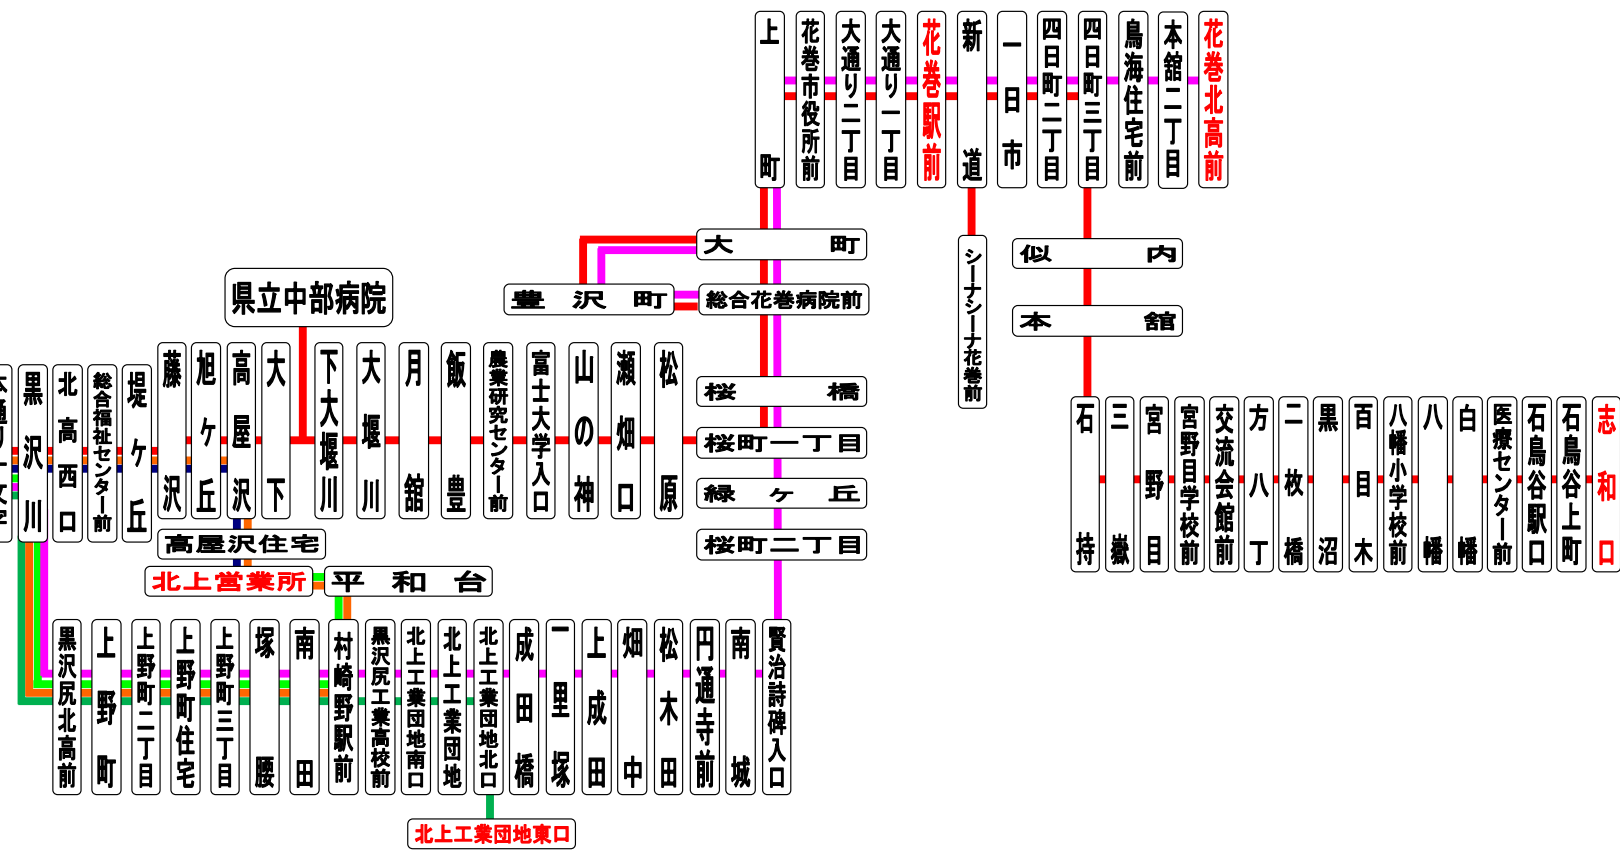 上町
花巻市役所前
大通り二丁目
大通り一丁目
花巻駅前
新道
一日市
四日町二丁目
四日町三丁目
鳥海住宅前
本舘二丁目
花巻北高前
大町
豊沢町
総合花巻病院前
シーナシーナ花巻前
似内
本舘
県立中部病院
桜橋
桜町一丁目
緑ヶ丘
桜町二丁目
本通り一丁目
黒沢川
北高西口
総合福祉センター前
堤ヶ丘
藤沢
旭ヶ丘
高屋沢
大下
下大堰川
大堰川
月舘
飯豊
農業研究センター前
富士大学入口
山の神
瀬畑口
松原
石持
三嶽
宮野目
宮野目学校前
交流会館前
方八丁
二枚橋
黒沼
百目木
八幡小学校前
八幡
白幡
医療センター前
石鳥谷駅口
石鳥谷上町
志和口
高屋沢住宅
北上営業所
平和台
黒沢尻北高前
上野町
上野町二丁目
上野町住宅
上野町三丁目
塚腰
南田
村崎野駅前
黒沢尻工業高校前
北上工業団地南口
北上工業団地
北上工業団地北口
成田橋
一里塚
上成田
畑中
松木田
円通寺前
南城
賢治詩碑入口
北上工業団地東口